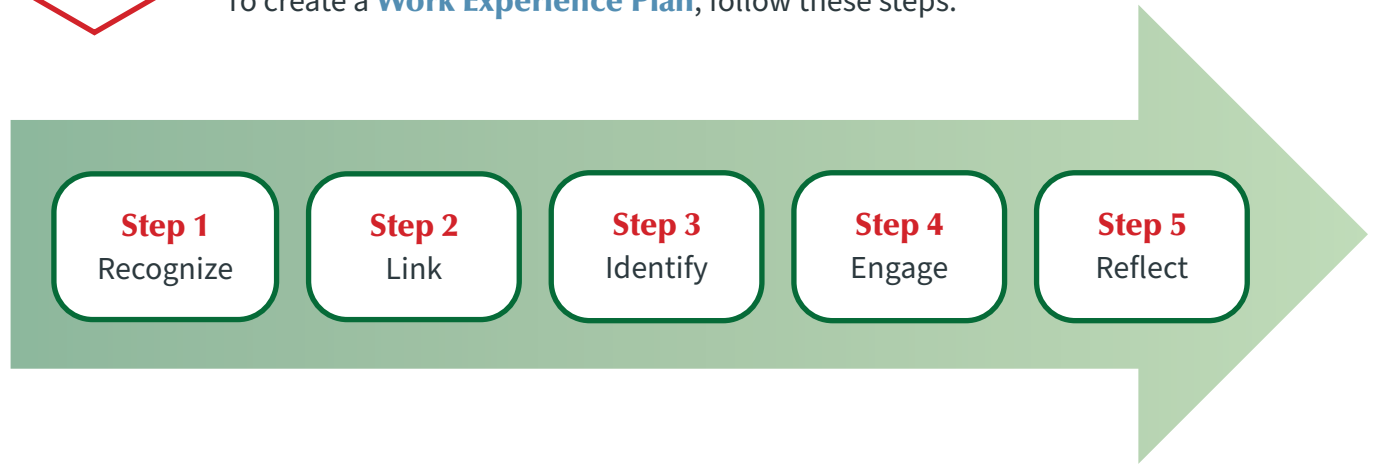 To create a Work Experience Plan, follow these steps.
Step 1
Recognize
Step 2
Link
Step 3
Identify
Step 4
Engage
Step 5
Reflect